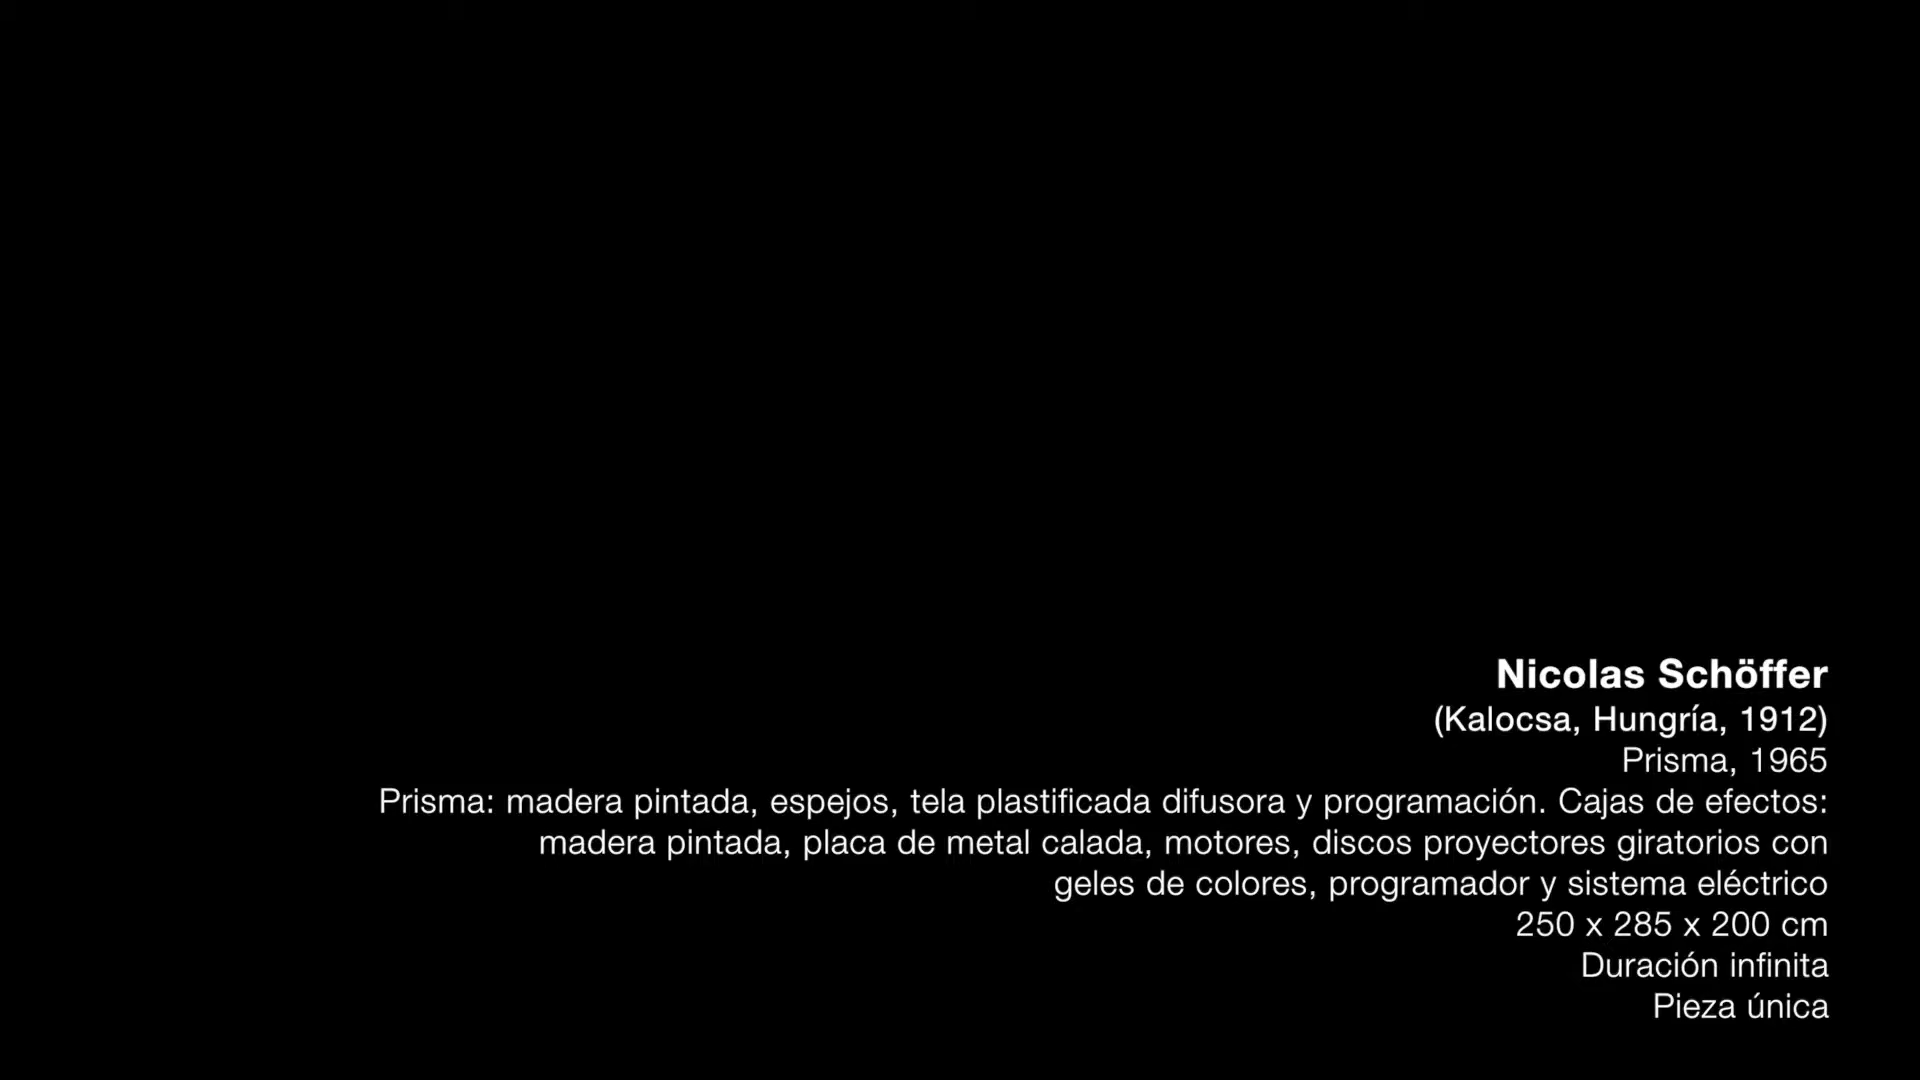 Nicolas Schöffer
(Kalocsa, Hungría, 1912)
Prisma, 1965
Prisma: madera pintada, espejos, tela plastificada difusora y programación. Cajas de efectos:
madera pintada, placa de metal calada, motores, discos proyectores giratorios con
geles de colores, programador y sistema eléctrico
250 x 285 x 200 cm
Duración infinita
Pieza única